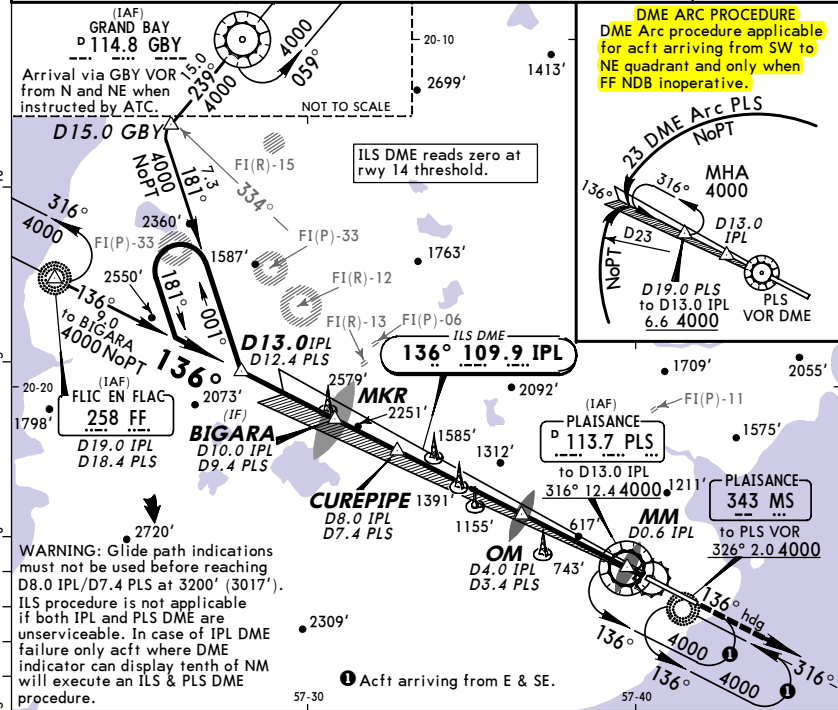 (IAF)
GRAND BAY
D 114.8 GBY
Arrival via GBY VOR
from N and NE when
instructed by ATC.
15.0
239°
4000
4000
059°
NOT TO SCALE
20-10
2699'
1413'
DME ARC PROCEDURE
DME Arc procedure applicable
for acft arriving from SW to
NE quadrant and only when
FF NDB inoperative.
23 DME Arc PLS
NoPT
136°
316°
MHA
4000
D13.0
IPL
D23
NoPT
D19.0 PLS
to D13.0 IPL
6.6 4000
PLS
VOR DME
D15.0 GBY
FI(R)-15
ILS DME reads zero at
rwy 14 threshold.
7.3
181°
4000
NoPT
334°
316°
4000
2360'
FI(P)-33
1587'
FI(P)-33
1763'
2550'
FI(R)-12
181°
001°
136°
9.0
to BIGARA
4000 NoPT
136°
D13.0 IPL
D12.4 PLS
FI(R)-13
FI(P)-06
ILS DME
136° 109.9 IPL
1709'
2055'
20-20
1798'
(IAF)
FLIC EN FLAC
258 FF
D19.0 IPL
D18.4 PLS
2073'
2579'
MKR
2251'
2092'
FI(P)-11
(IF)
BIGARA
D10.0 IPL
D9.4 PLS
1585'
1312'
(IAF)
PLAISANCE
D 113.7 PLS
to D13.0 IPL
316° 12.4 4000
1575'
1211'
PLAISANCE
343 MS
to PLS VOR
326° 2.0 4000
CUREPIPE
D8.0 IPL
D7.4 PLS
1391'
1155'
617'
MM
D0.6 IPL
OM
D4.0 IPL
D3.4 PLS
743'
2720'
WARNING: Glide path indications
must not be used before reaching
D8.0 IPL/D7.4 PLS at 3200' (3017').
ILS procedure is not applicable
if both IPL and PLS DME are
unserviceable. In case of IPL DME
failure only acft where DME
indicator can display tenth of NM
will execute an ILS & PLS DME
procedure.
2309'
136° hdg
136°
4000
1
316°
136°
4000
1
1 Acft arriving from E & SE.
57-30
57-40